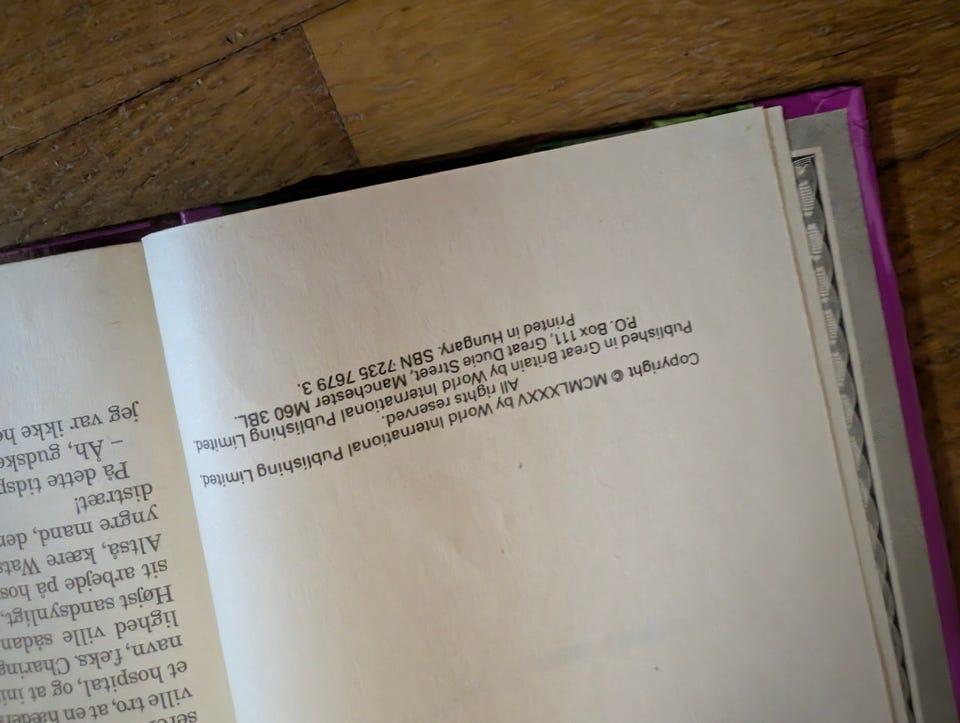 Copyright © MCMLXXXV by World International Publishing Limited.
All rights reserved.
Published in Great Britain by World International Publishing Limited.
P.O. Box 111, Great Ducie Street, Manchester M60 3BL.
Printed in Hungary. SBN 7235 7679 3.
ville tro, at en
et hospital, og at
navn, f.eks. Charing
lighed ville sådan
Højst sandsynligt,
sit arbejde på
Altså, kære
yngre mand, der
distræt!
På dette
– Åh,
jeg var ikke